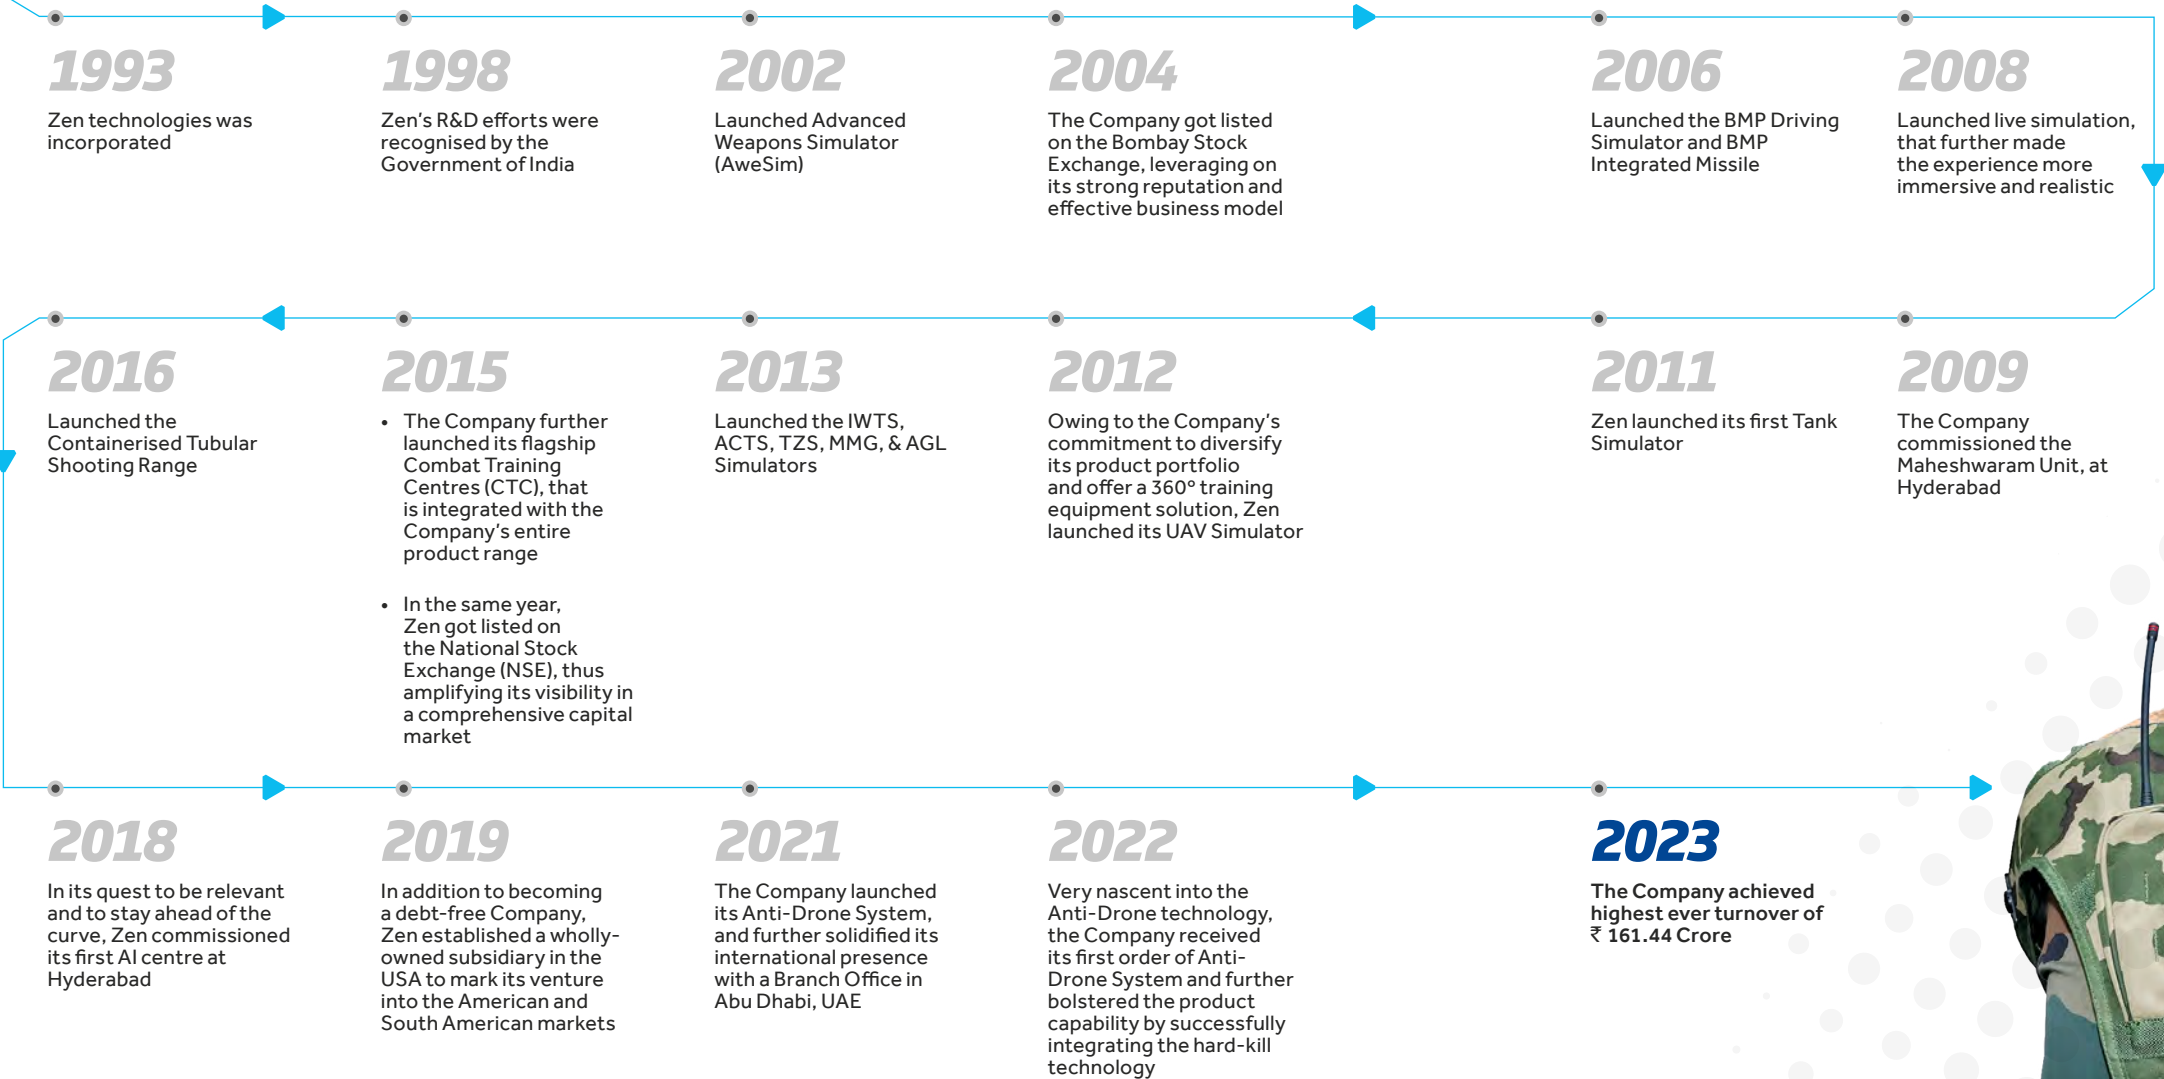 1993
Zen technologies was
incorporated
1998
Zen's R&D efforts were
recognised by the
Government of India
2002
Launched Advanced
Weapons Simulator
(AweSim)
2004
The Company got listed
on the Bombay Stock
Exchange, leveraging on
its strong reputation and
effective business model
2006
Launched the BMP Driving
Simulator and BMP
Integrated Missile
2008
Launched live simulation,
that further made
the experience more
immersive and realistic
2009
The Company
commissioned the
Maheshwaram Unit, at
Hyderabad
2011
Zen launched its first Tank
Simulator
2012
Owing to the Company's
commitment to diversify
its product portfolio
and offer a 360° training
equipment solution, Zen
launched its UAV Simulator
2013
Launched the IWTS,
ACTS, TZS, MMG, & AGL
Simulators
2015
• The Company further
launched its flagship
Combat Training
Centres (CTC), that
is integrated with the
Company's entire
product range
• In the same year,
Zen got listed on
the National Stock
Exchange (NSE), thus
amplifying its visibility in
a comprehensive capital
market
2016
Launched the
Containerised Tubular
Shooting Range
2018
In its quest to be relevant
and to stay ahead of the
curve, Zen commissioned
its first AI centre at
Hyderabad
2019
In addition to becoming
a debt-free Company,
Zen established a wholly-
owned subsidiary in the
USA to mark its venture
into the American and
South American markets
2021
The Company launched
its Anti-Drone System,
and further solidified its
international presence
with a Branch Office in
Abu Dhabi, UAE
2022
Very nascent into the
Anti-Drone technology,
the Company received
its first order of Anti-
Drone System and further
bolstered the product
capability by successfully
integrating the hard-kill
technology
2023
The Company achieved
highest ever turnover of
₹ 161.44 Crore